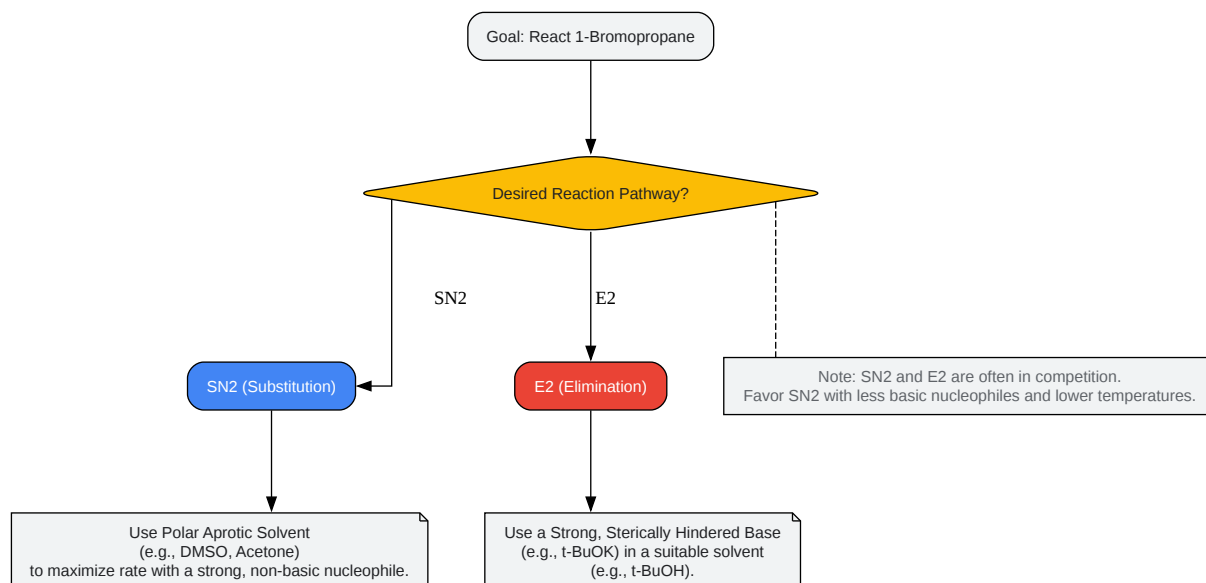 Goal: React 1-Bromopropane
Desired Reaction Pathway?
SN2
E2
SN2 (Substitution)
E2 (Elimination)
Note: SN2 and E2 are often in competition.
Favor SN2 with less basic nucleophiles and lower temperatures.
Use Polar Aprotic Solvent
(e.g., DMSO, Acetone)
to maximize rate with a strong, non-basic nucleophile.
Use a Strong, Sterically Hindered Base
(e.g., t-BuOK) in a suitable solvent
(e.g., t-BuOH).